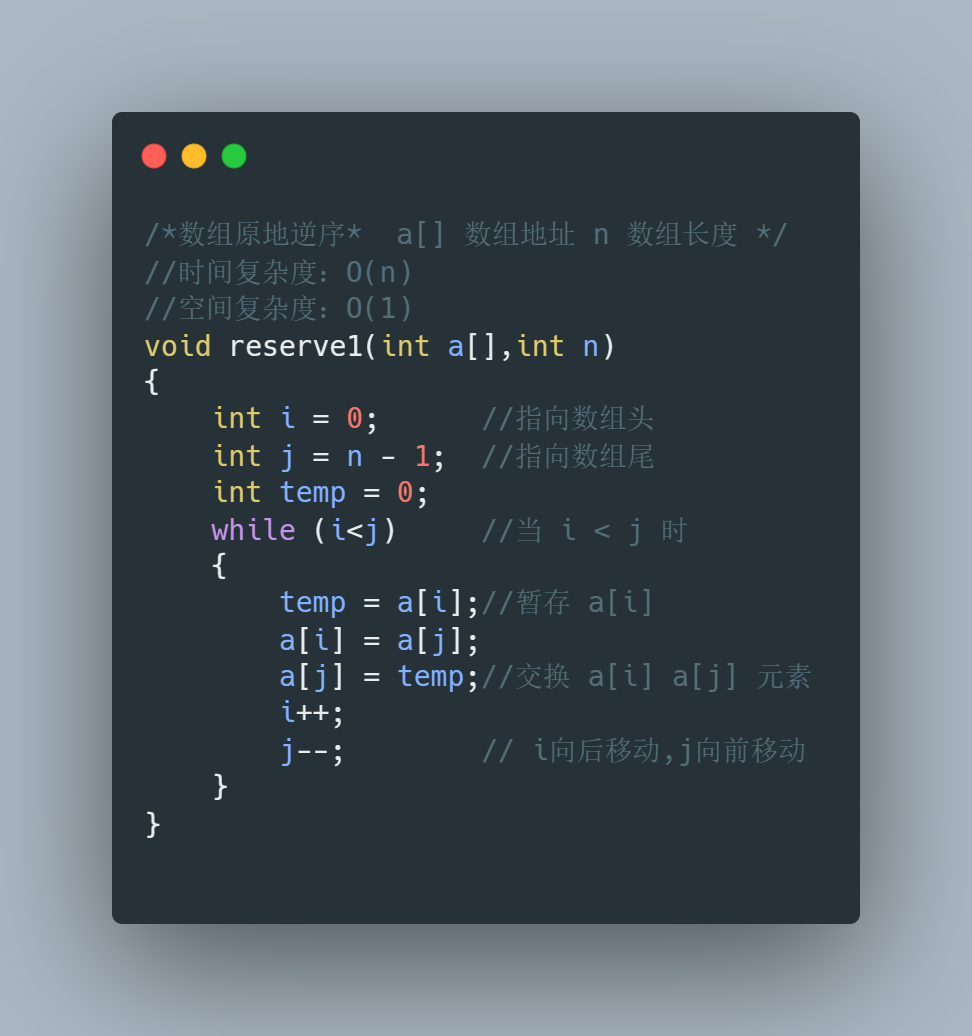 /*数组原地逆序*  a[] 数组地址 n 数组长度 */
//时间复杂度：O(n)
//空间复杂度：O(1)
void reserve1(int a[],int n)
{
    int i = 0;      //指向数组头
    int j = n - 1;  //指向数组尾
    int temp = 0;
    while (i<j)     //当 i < j 时
    {
        temp = a[i];//暂存 a[i]
        a[i] = a[j];
        a[j] = temp;//交换 a[i] a[j] 元素
        i++;
        j--;        // i向后移动,j向前移动
    }
}